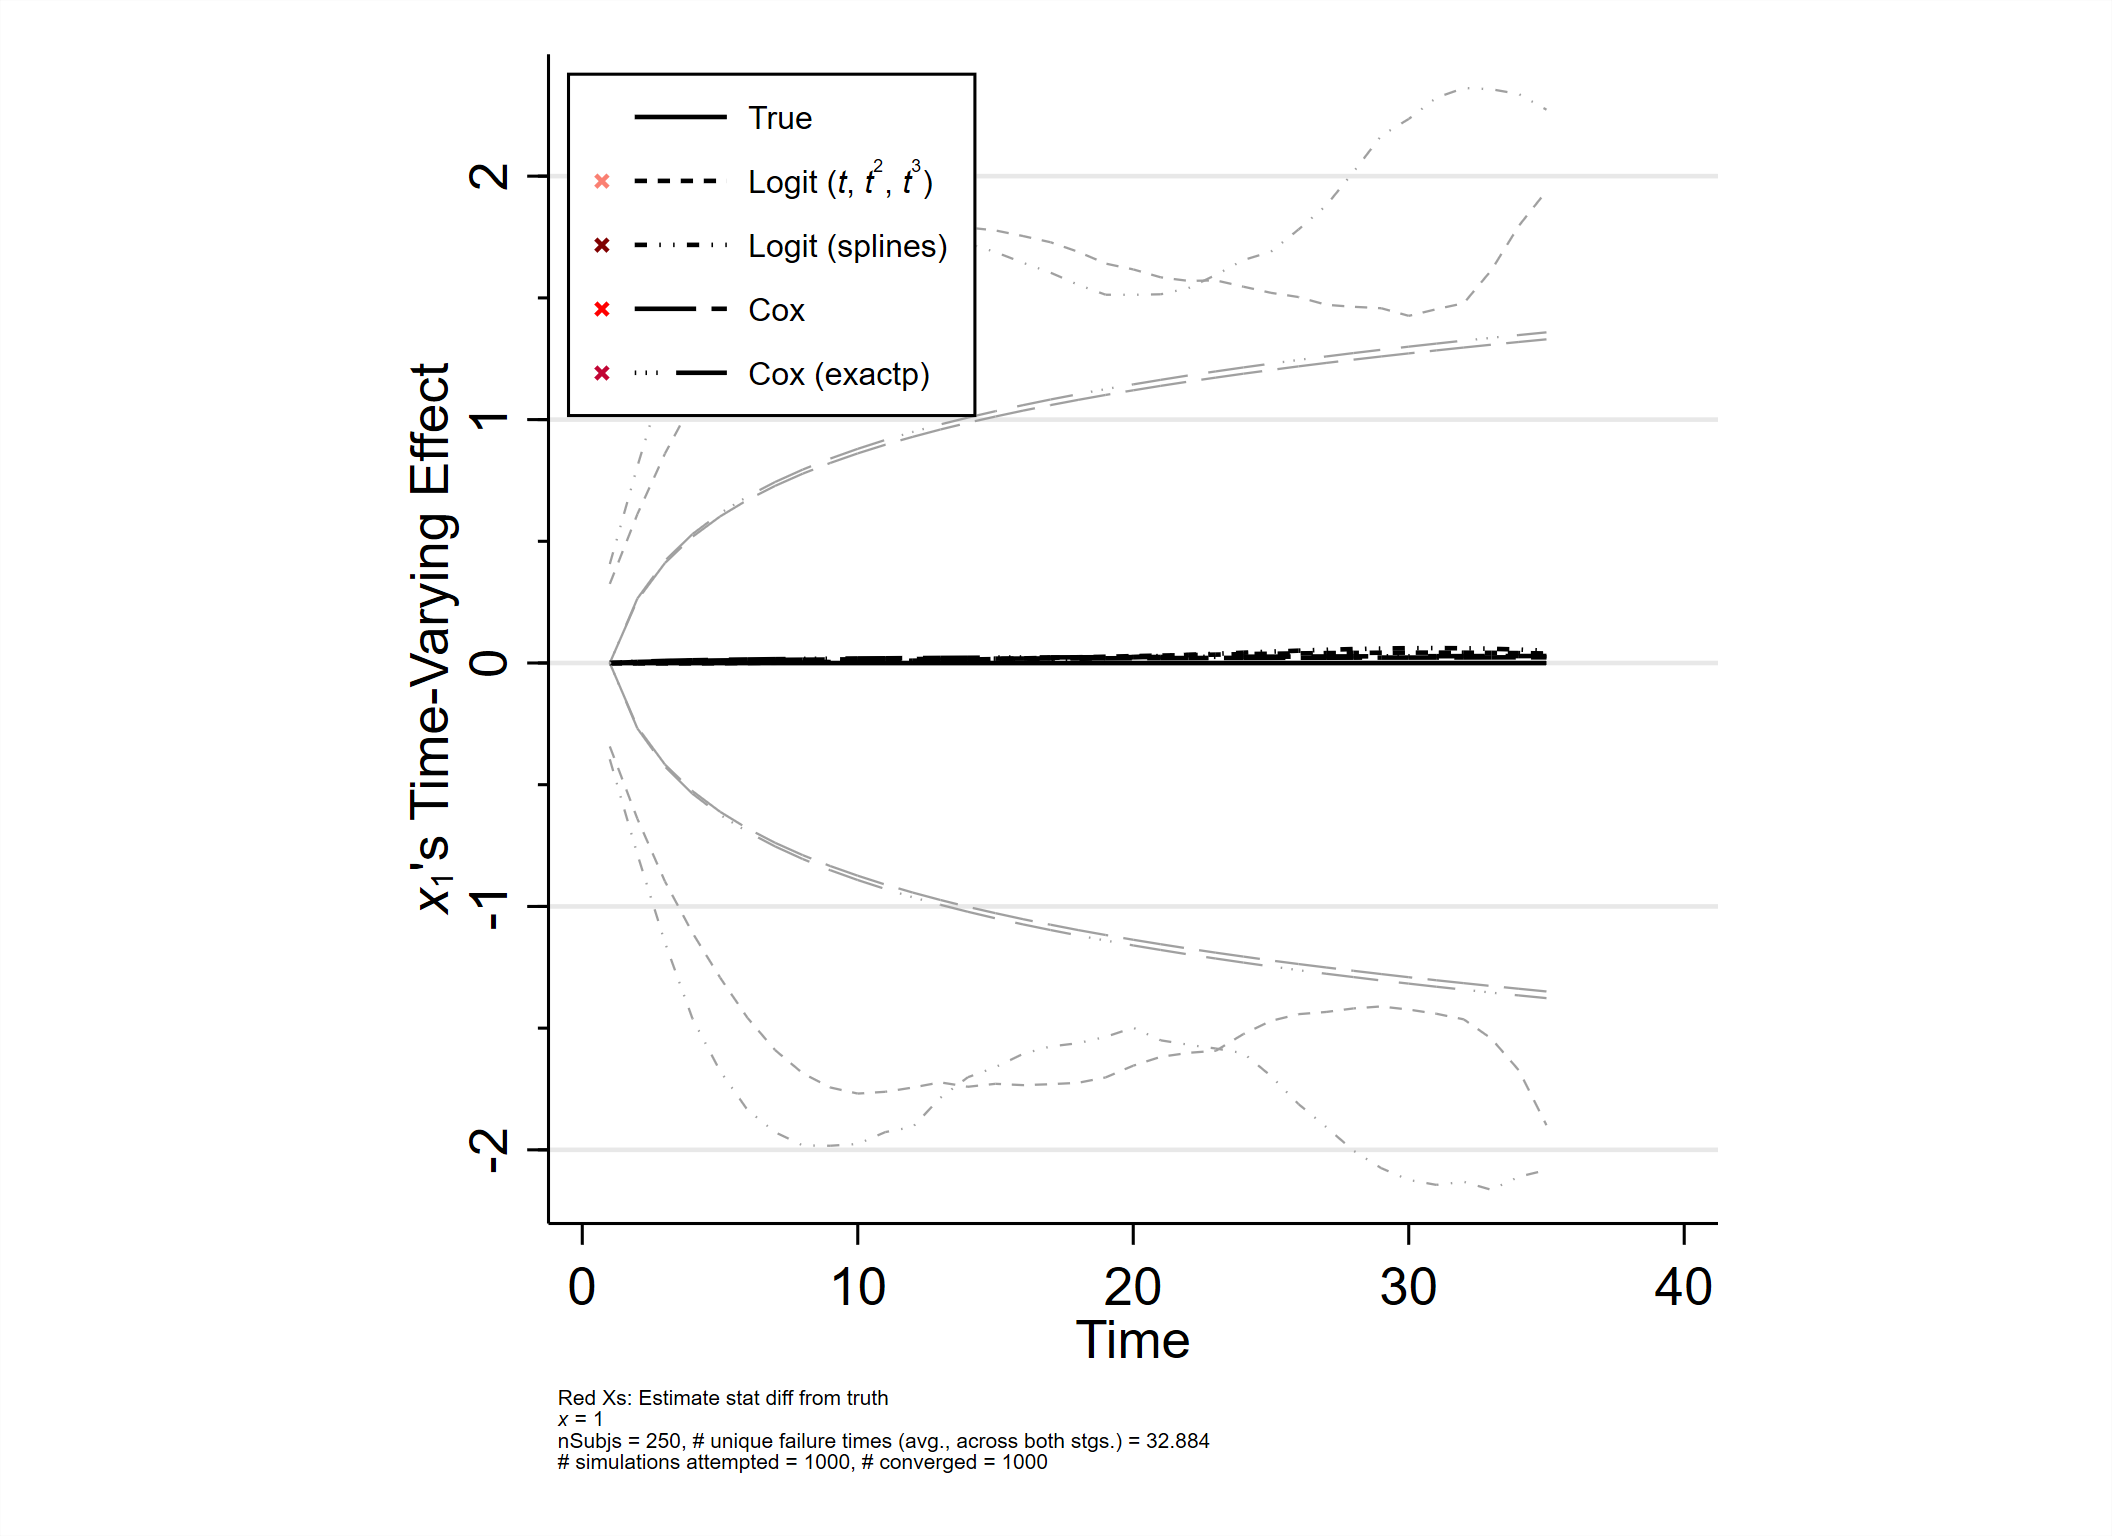 True
Logit (t, t², t³)
Logit (splines)
Cox
Cox (exactp)
x₁'s Time-Varying Effect
2
1
0
-1
-2
0 10 20 30 40
Time
Red Xs: Estimate stat diff from truth
x = 1
nSubjs = 250, # unique failure times (avg., across both stgs.) = 32.884
# simulations attempted = 1000, # converged = 1000